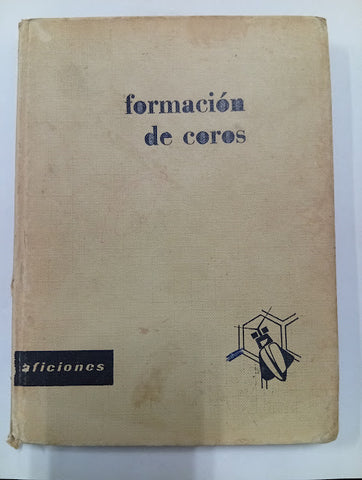 formación
de coros
aficiones